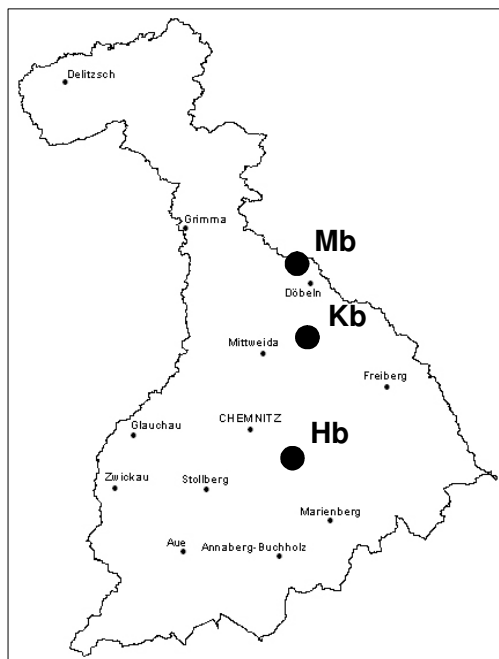 Delitzsch
Grimma
Mb
Döbeln
Kb
Mittweida
Freiberg
CHEMNITZ
Glauchau
Hb
Zwickau
Stollberg
Marienberg
Aue
Annaberg-Buchholz